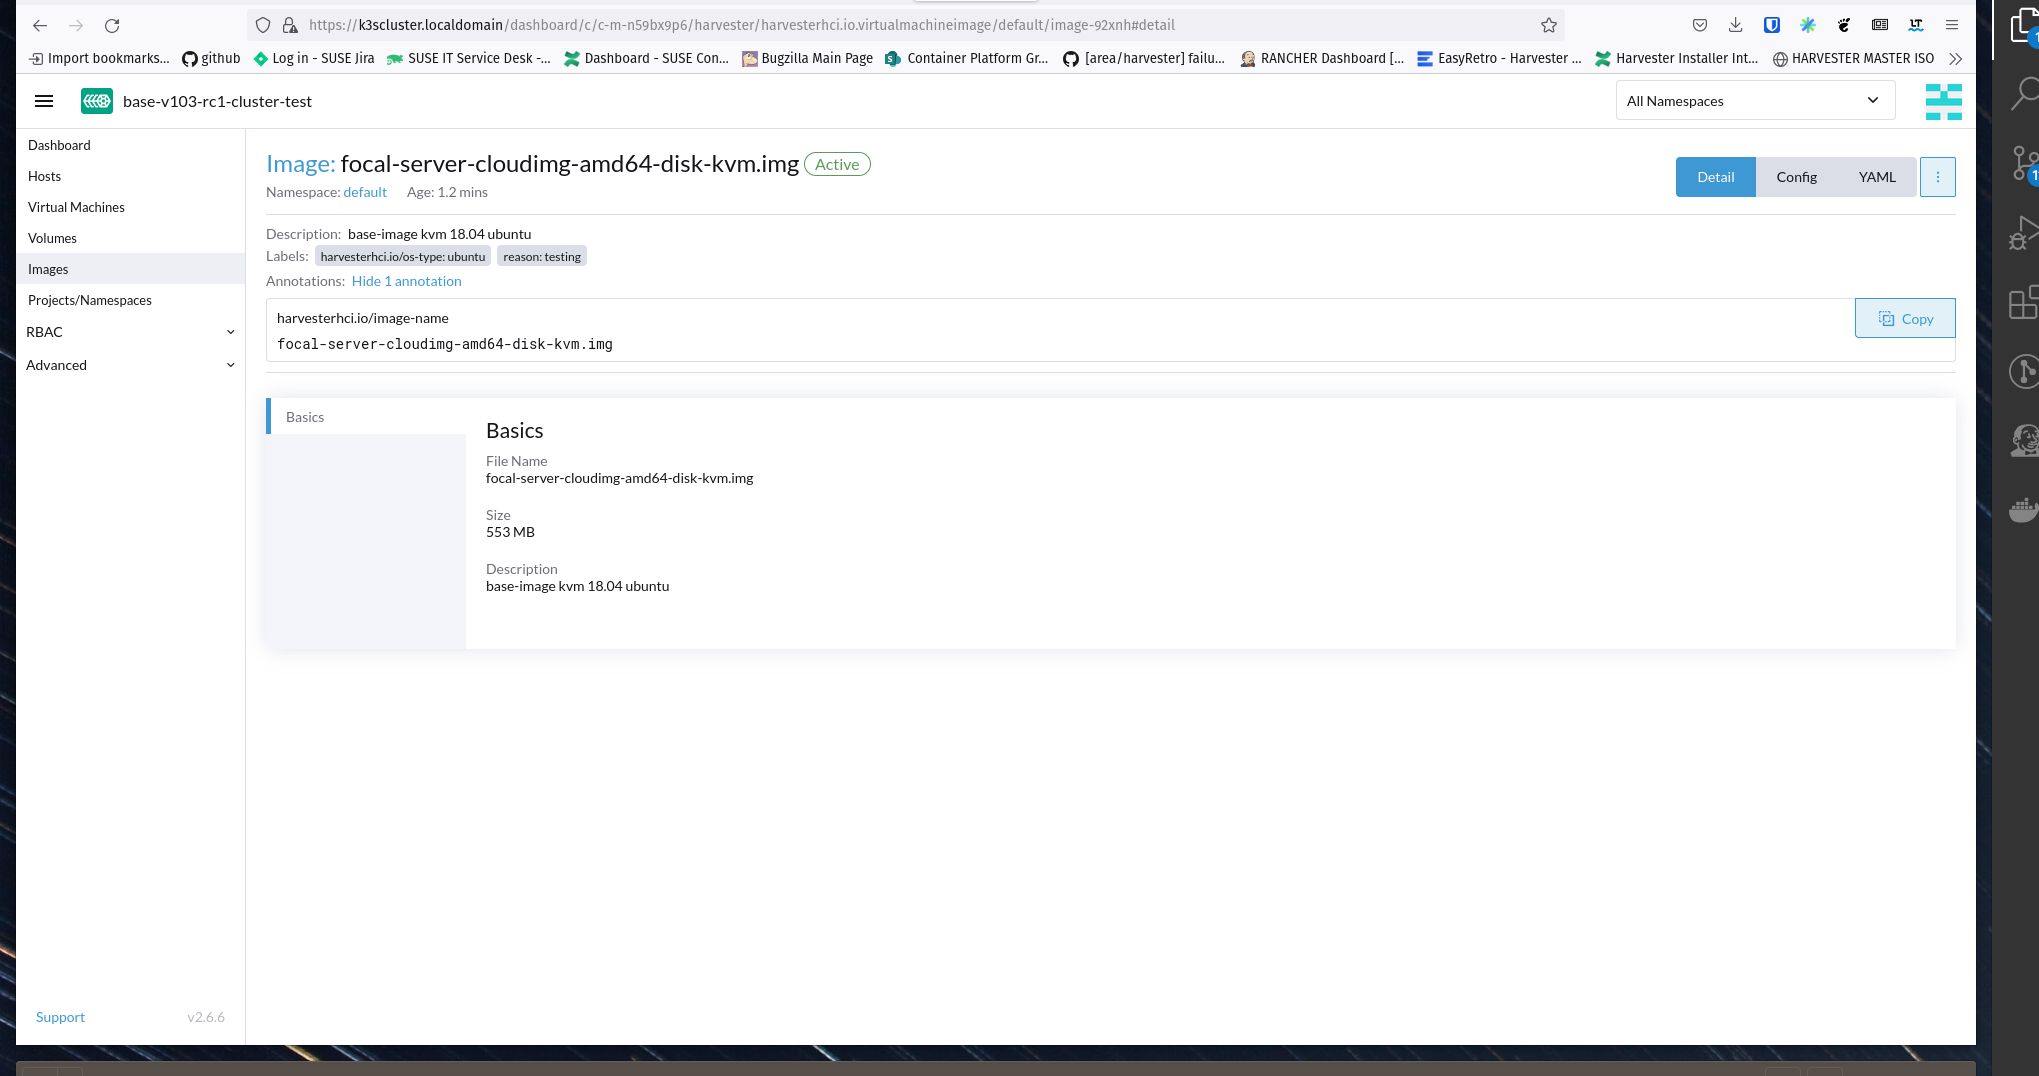 https://k3scluster.localdomain/dashboard/c/c-m-n59bx9p6/harvester/harvesterhci.io.virtualmachineimage/default/image-92xnh#detail
Import bookmarks... github Log in - SUSE Jira SUSE IT Service Desk -... Dashboard - SUSE Con... Bugzilla Main Page Container Platform Gr... [area/harvester] failu... RANCHER Dashboard [... EasyRetro - Harvester ... Harvester Installer Int... HARVESTER MASTER ISO
base-v103-rc1-cluster-test
All Namespaces
Dashboard
Hosts
Virtual Machines
Volumes
Images
Projects/Namespaces
RBAC
Advanced
Support v2.6.6
Image: focal-server-cloudimg-amd64-disk-kvm.img Active
Namespace: default Age: 1.2 mins
Detail Config YAML
Description: base-image kvm 18.04 ubuntu
Labels: harvesterhci.io/os-type: ubuntu reason: testing
Annotations: Hide 1 annotation
harvesterhci.io/image-name
Copy
focal-server-cloudimg-amd64-disk-kvm.img
Basics
Basics
File Name
focal-server-cloudimg-amd64-disk-kvm.img
Size
553 MB
Description
base-image kvm 18.04 ubuntu